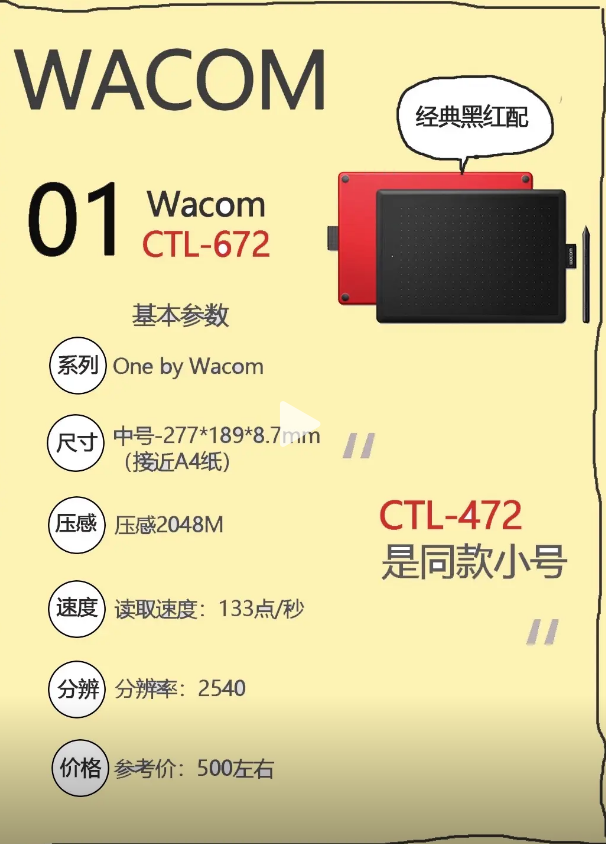 WACOM
经典黑红配
01
Wacom
CTL-672
基本参数
系列 One by Wacom
尺寸 中号-277*189*8.7mm
（接近A4纸）
压感 压感2048M
CTL-472
是同款小号
速度 读取速度：133点/秒
分辨 分辨率：2540
价格 参考价：500左右